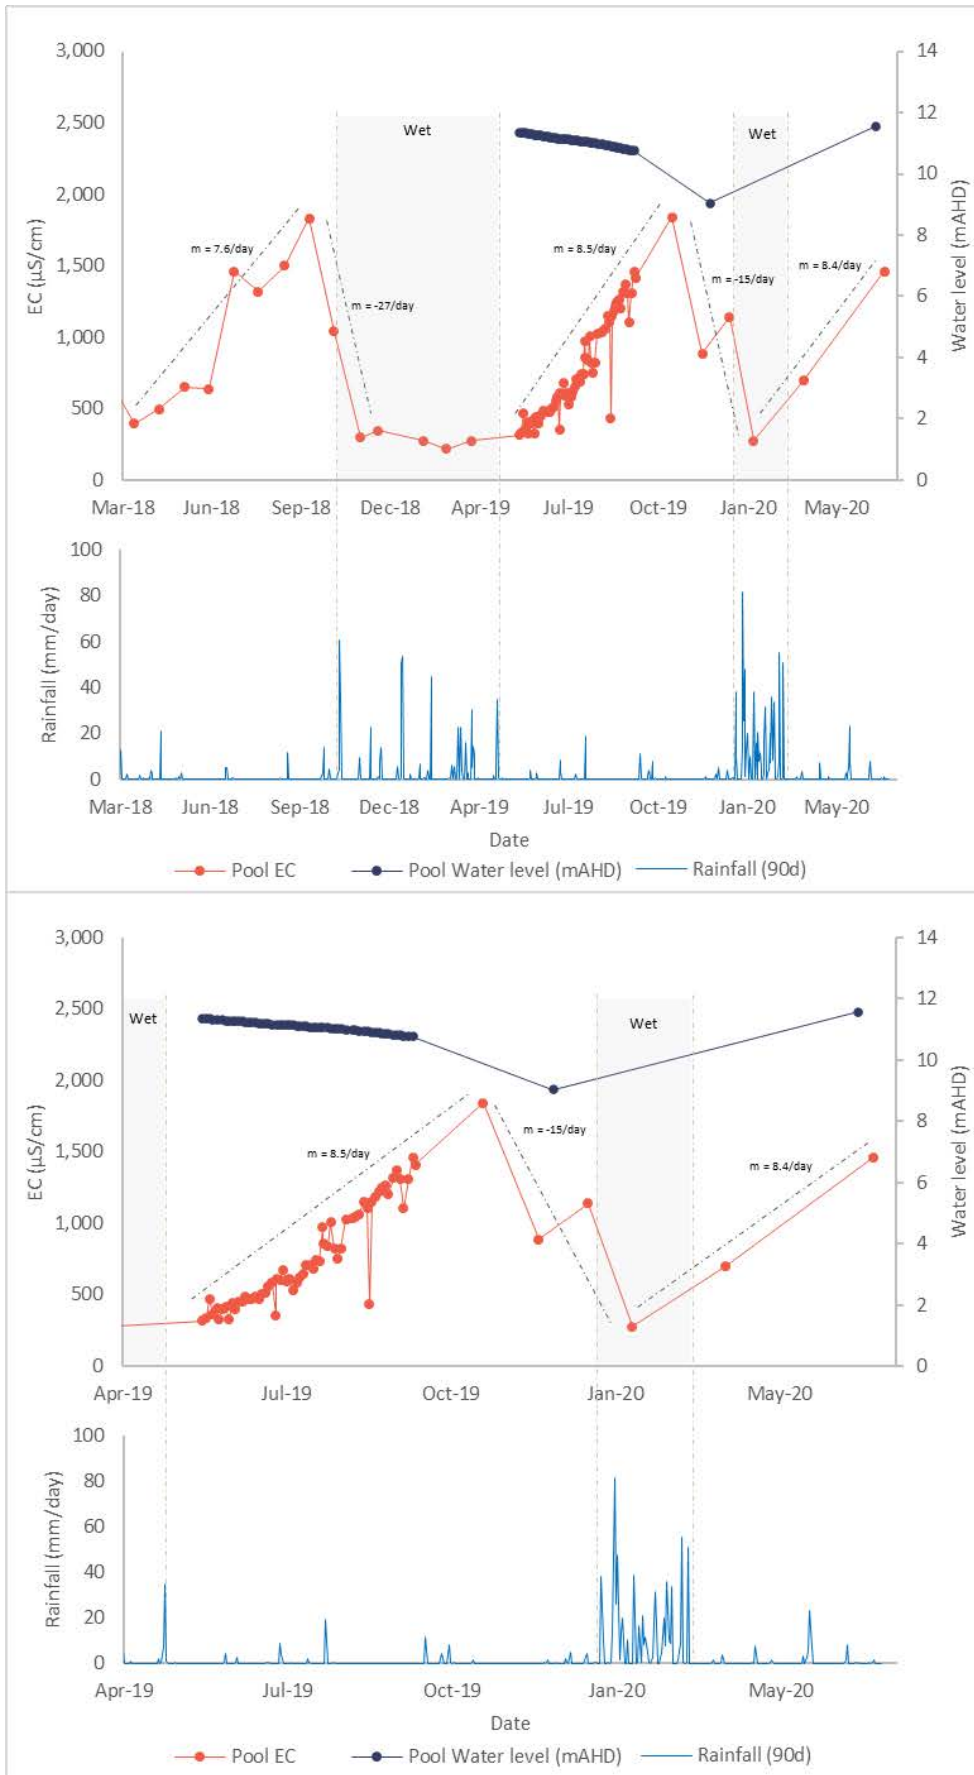 3,000
2,500
2,000
1,500
1,000
500
0
EC (µS/cm)
14
12
10
8
6
4
2
0
Water level (mAHD)
Wet
Wet
m = 7.6/day
m = -27/day
m = 8.5/day
m = -15/day
m = 8.4/day
Mar-18 Jun-18 Sep-18 Dec-18 Apr-19 Jul-19 Oct-19 Jan-20 May-20
100
80
60
40
20
0
Rainfall (mm/day)
Mar-18 Jun-18 Sep-18 Dec-18 Apr-19 Jul-19 Oct-19 Jan-20 May-20
Date
Pool EC Pool Water level (mAHD) Rainfall (90d)
3,000
2,500
2,000
1,500
1,000
500
0
EC (µS/cm)
14
12
10
8
6
4
2
0
Water level (mAHD)
Wet
Wet
m = 8.5/day
m = -15/day
m = 8.4/day
Apr-19 Jul-19 Oct-19 Jan-20 May-20
100
80
60
40
20
0
Rainfall (mm/day)
Apr-19 Jul-19 Oct-19 Jan-20 May-20
Date
Pool EC Pool Water level (mAHD) Rainfall (90d)